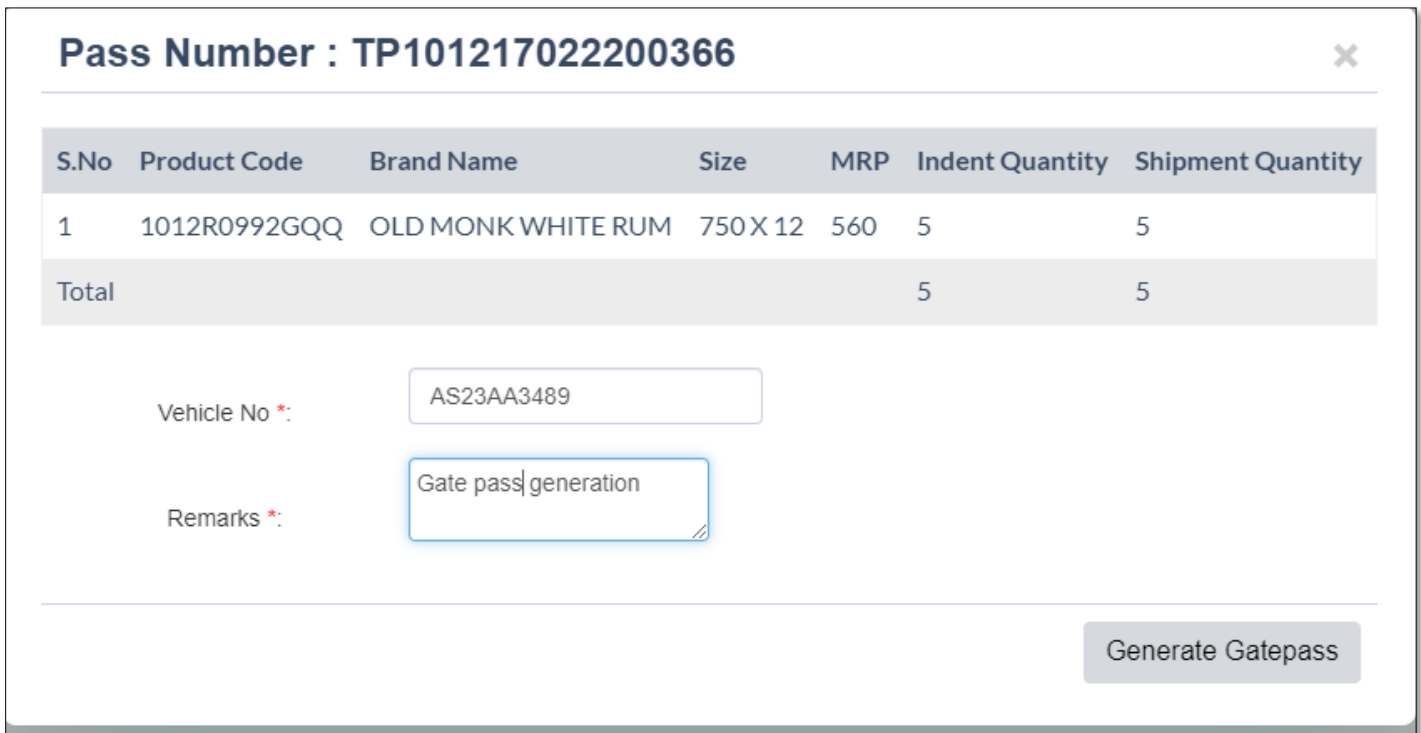 Pass Number : TP101217022200366 ×
S.No Product Code Brand Name Size MRP Indent Quantity Shipment Quantity
1 1012R0992GQQ OLD MONK WHITE RUM 750 X 12 560 5 5
Total 5 5
Vehicle No *: AS23AA3489
Remarks *: Gate pass generation
Generate Gatepass